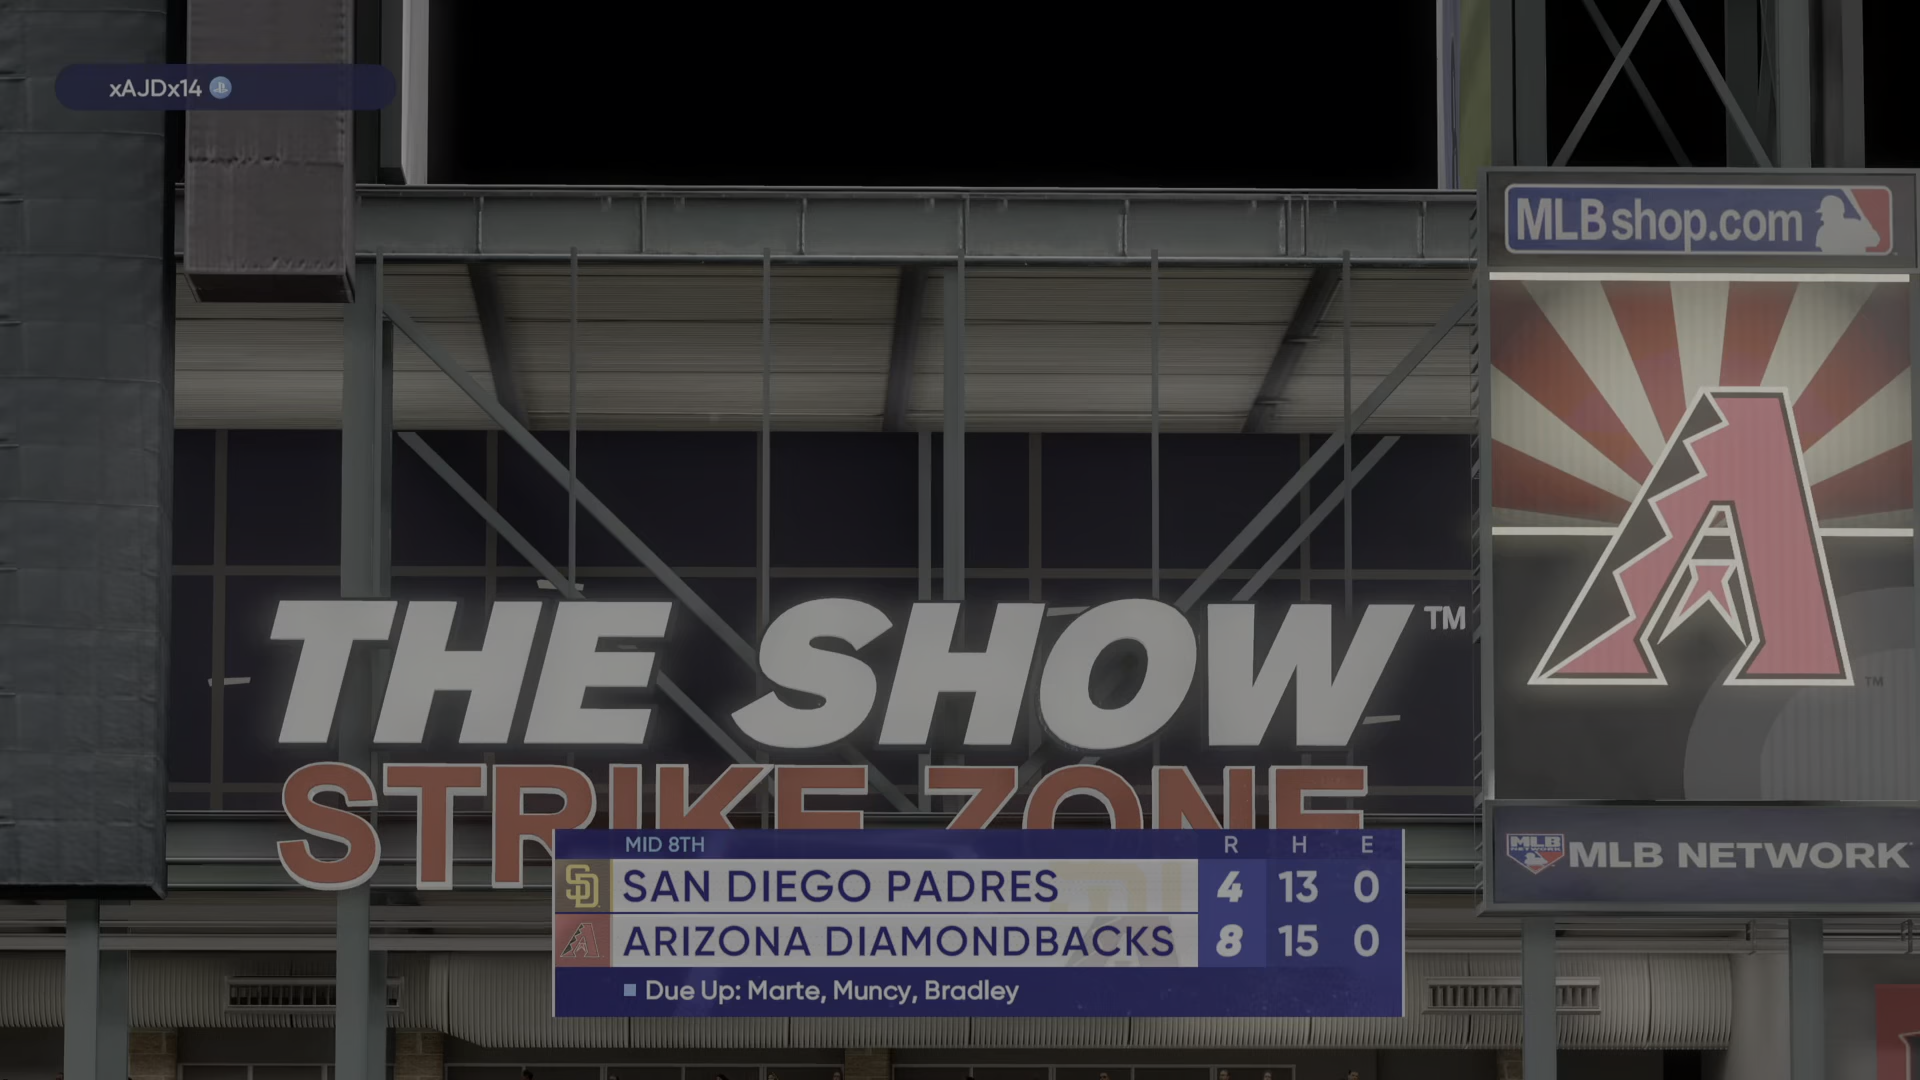 xAJDx14
MLBshop.com
THE SHOW™
STRIKE ZONE
MLB NETWORK
MID 8TH R H E
SAN DIEGO PADRES 4 13 0
ARIZONA DIAMONDBACKS 8 15 0
Due Up: Marte, Muncy, Bradley